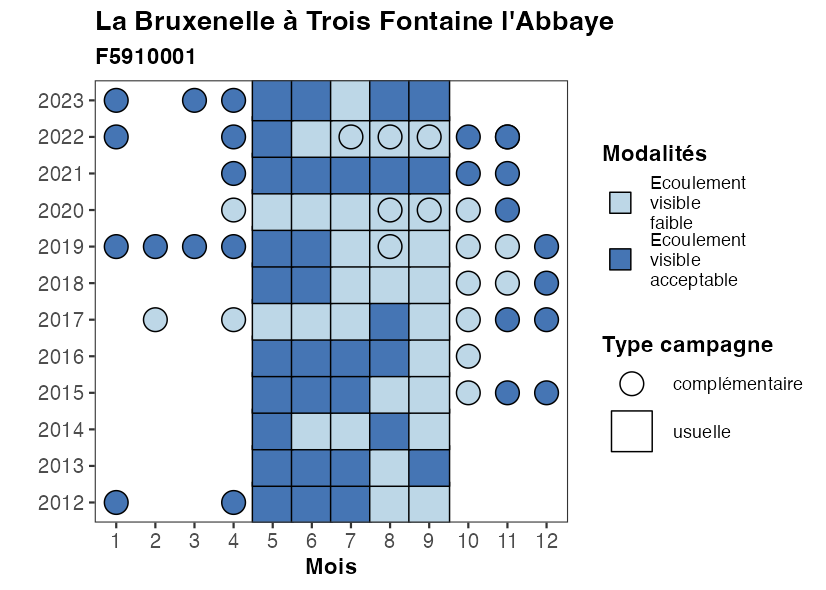 La Bruxenelle à Trois Fontaine l'Abbaye
F5910001
2023
2022
2021
2020
2019
2018
2017
2016
2015
2014
2013
2012
1 2 3 4 5 6 7 8 9 10 11 12
Mois
Modalités
Ecoulement
visible
faible
Ecoulement
visible
acceptable
Type campagne
complémentaire
usuelle